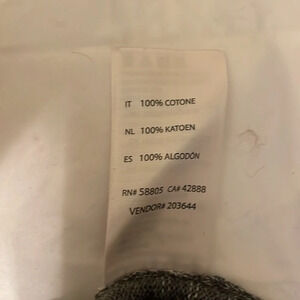 IT 100% COTONE
NL 100% KATOEN
ES 100% ALGODÓN
RN# 58805 CA# 42888
VENDOR# 203644